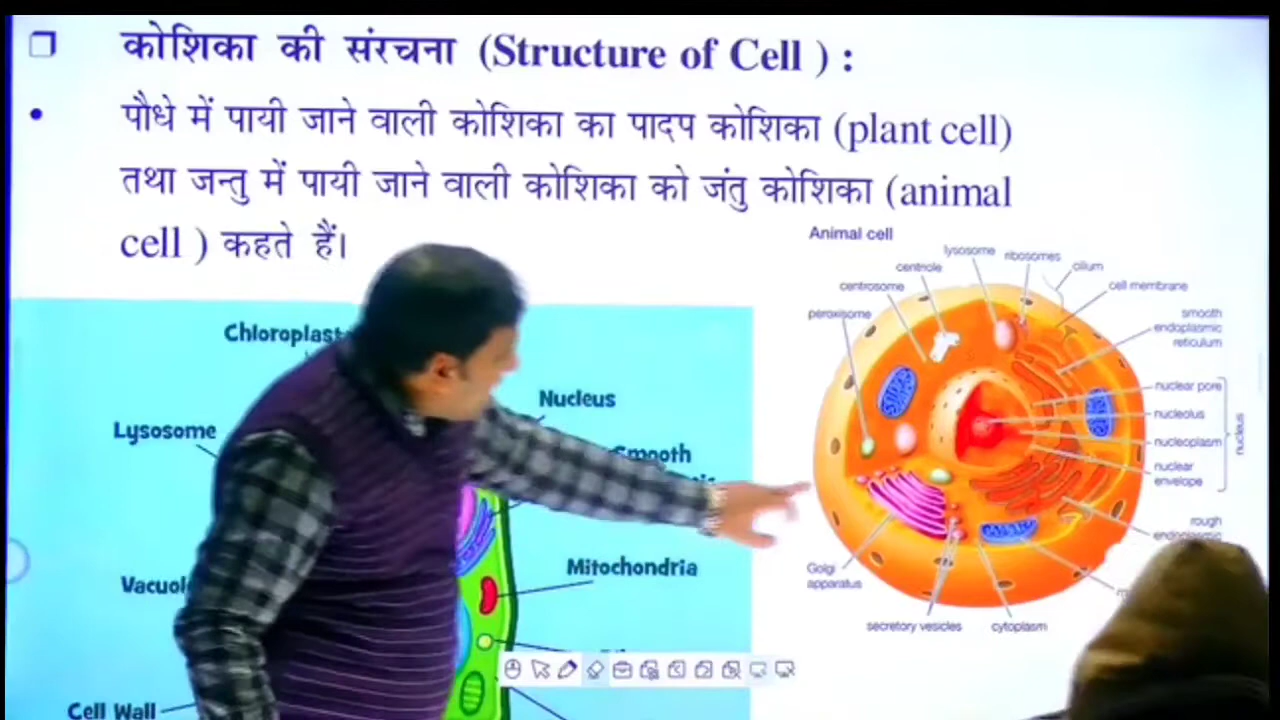 कोशिका की संरचना (Structure of Cell ) :
पौधे में पायी जाने वाली कोशिका का पादप कोशिका (plant cell)
तथा जन्तु में पायी जाने वाली कोशिका को जंतु कोशिका (animal
cell ) कहते हैं।
Chloroplast
Lysosome
Nucleus
Smooth
Mitochondria
Cell Wall
Animal cell
lysosome
ribosomes
centriole
cilium
centrosome
cell membrane
peroxisome
smooth
endoplasmic
reticulum
nuclear pore
nucleolus
nucleoplasm
nuclear
envelope
nucleus
rough
endoplasmic
Golgi
apparatus
secretory vesicles
cytoplasm